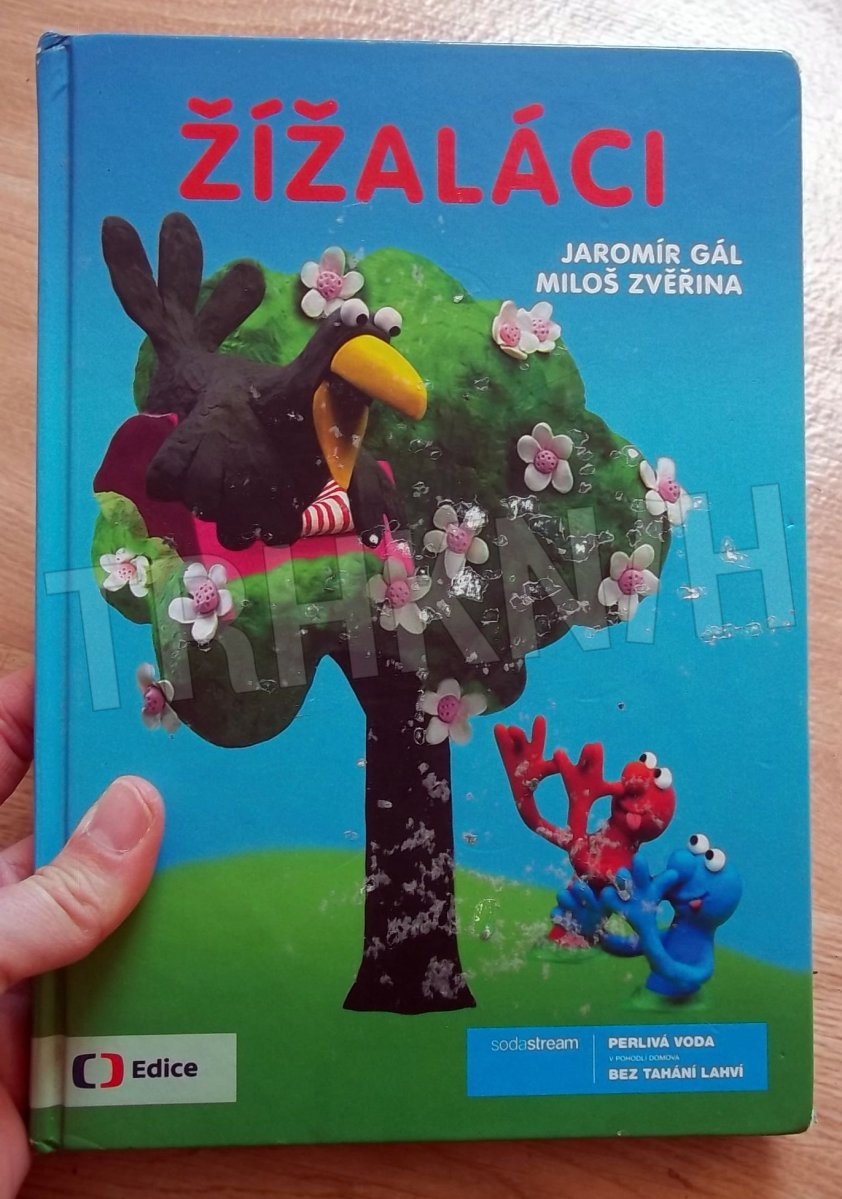 ŽÍŽALÁCI
JAROMÍR GÁL
MILOŠ ZVĚŘINA
TRHKNIH
Edice
sodastream
PERLIVÁ VODA
V POHODLÍ DOMOVA
BEZ TAHÁNÍ LAHVÍ